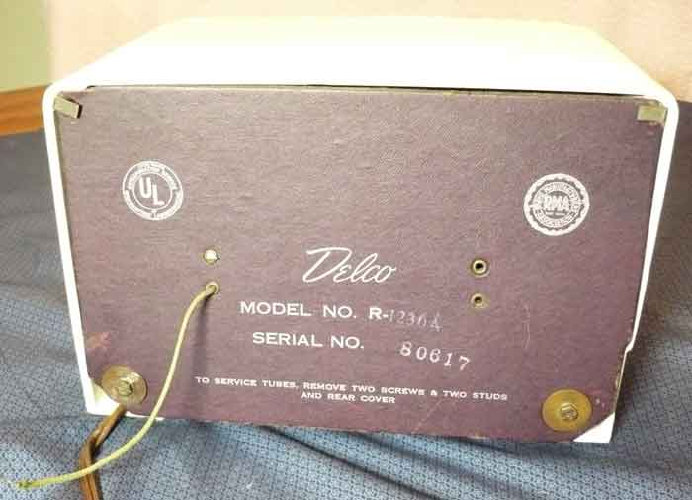 UL
RMA
Delco
MODEL NO. R-1236A
SERIAL NO. 80617
TO SERVICE TUBES, REMOVE TWO SCREWS & TWO STUDS
AND REAR COVER